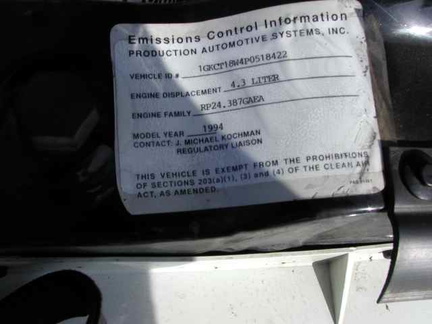 Emissions Control Information
PRODUCTION AUTOMOTIVE SYSTEMS, INC.
VEHICLE ID # 1GKCT18W4P0518422
ENGINE DISPLACEMENT 4.3 LITER
ENGINE FAMILY RP24.387GAEA
MODEL YEAR 1994
CONTACT: J. MICHAEL KOCHMAN
REGULATORY LIAISON
THIS VEHICLE IS EXEMPT FROM THE PROHIBITIONS
OF SECTIONS 203(a)(1), (3) and (4) OF THE CLEAN AIR
ACT, AS AMENDED.